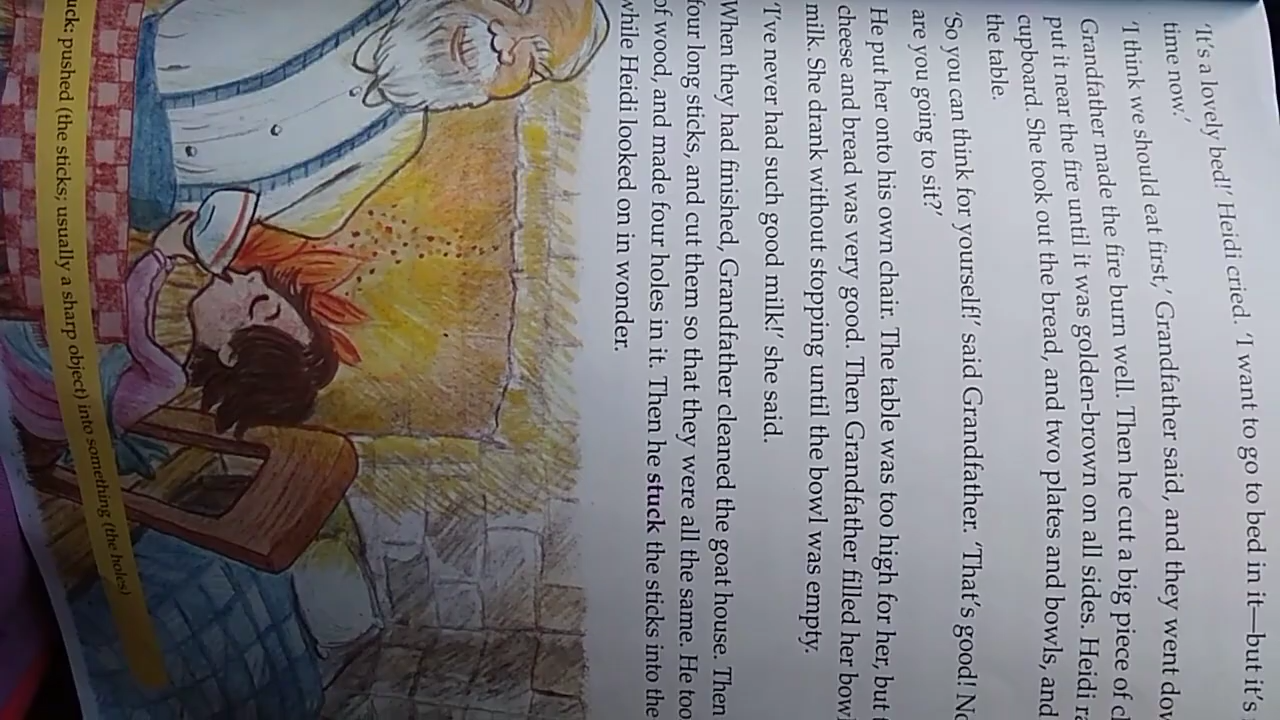 'It's a lovely bed!' Heidi cried. 'I want to go to bed in it—but it's
time now.'
'I think we should eat first,' Grandfather said, and they went
Grandfather made the fire burn well. Then he cut a big piece of
put it near the fire until it was golden-brown on all sides. Heidi
cupboard. She took out the bread, and two plates and bowls, and
the table.
'So you can think for yourself!' said Grandfather. 'That's good!
are you going to sit?'
He put her onto his own chair. The table was too high for her, but
cheese and bread was very good. Then Grandfather filled her
milk. She drank without stopping until the bowl was empty.
'I've never had such good milk!' she said.
When they had finished, Grandfather cleaned the goat house. Then
four long sticks, and cut them so that they were all the same. He
of wood, and made four holes in it. Then he stuck the sticks into the
while Heidi looked on in wonder.
uck: pushed (the sticks; usually a sharp object) into something (the holes)